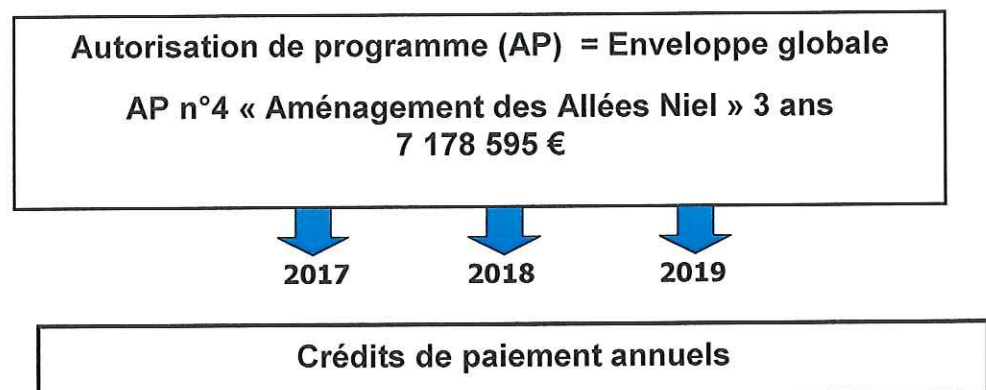 Autorisation de programme (AP) = Enveloppe globale
AP n°4 « Aménagement des Allées Niel » 3 ans
7 178 595 €
2017 2018 2019
Crédits de paiement annuels